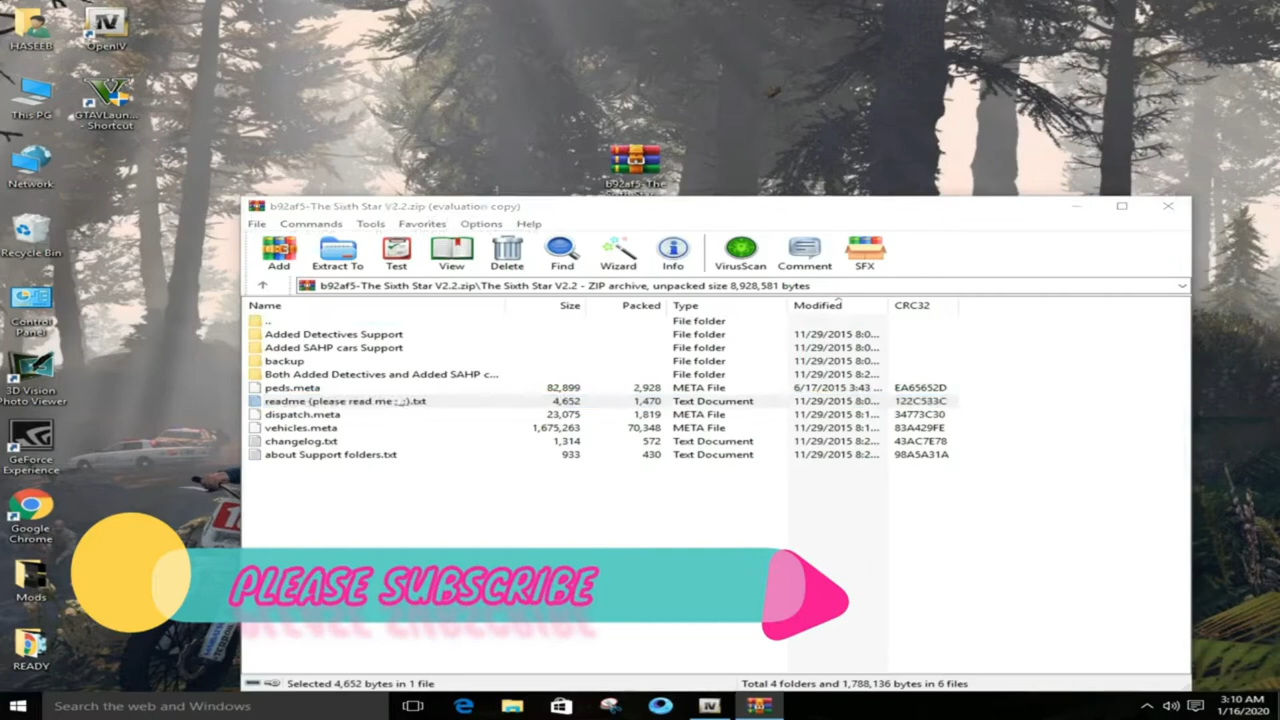 HASEEB
OpenIV
This PG
GTAVLaun...
- Shortcut
Network
Recycle Bin
Control
Panel
3D Vision
Photo Viewer
GeForce
Experience
Google
Chrome
Mods
READY
b92af5-The
b92af5-The Sixth Star V2.2.zip (evaluation copy)
File Commands Tools Favorites Options Help
Add Extract To Test View Delete Find Wizard Info VirusScan Comment SFX
b92af5-The Sixth Star V2.2.zip\The Sixth Star V2.2 - ZIP archive, unpacked size 8,928,581 bytes
Name Size Packed Type Modified CRC32
.. File folder
Added Detectives Support File folder 11/29/2015 8:0...
Added SAHP cars Support File folder 11/29/2015 8:0...
backup File folder 11/29/2015 8:0...
Both Added Detectives and Added SAHP c... File folder 11/29/2015 8:2...
peds.meta 82,899 2,928 META File 6/17/2015 3:43 ... EA65652D
readme (please read me ;_;).txt 4,652 1,470 Text Document 11/29/2015 8:0... 122C533C
dispatch.meta 23,075 1,819 META File 11/29/2015 8:1... 34773C30
vehicles.meta 1,675,263 70,348 META File 11/29/2015 8:1... 83A429FE
changelog.txt 1,314 572 Text Document 11/29/2015 8:2... 43AC7E78
about Support folders.txt 933 430 Text Document 11/29/2015 8:2... 98A5A31A
PLEASE SUBSCRIBE
Selected 4,652 bytes in 1 file Total 4 folders and 1,788,136 bytes in 6 files
Search the web and Windows
3:10 AM
1/16/2020